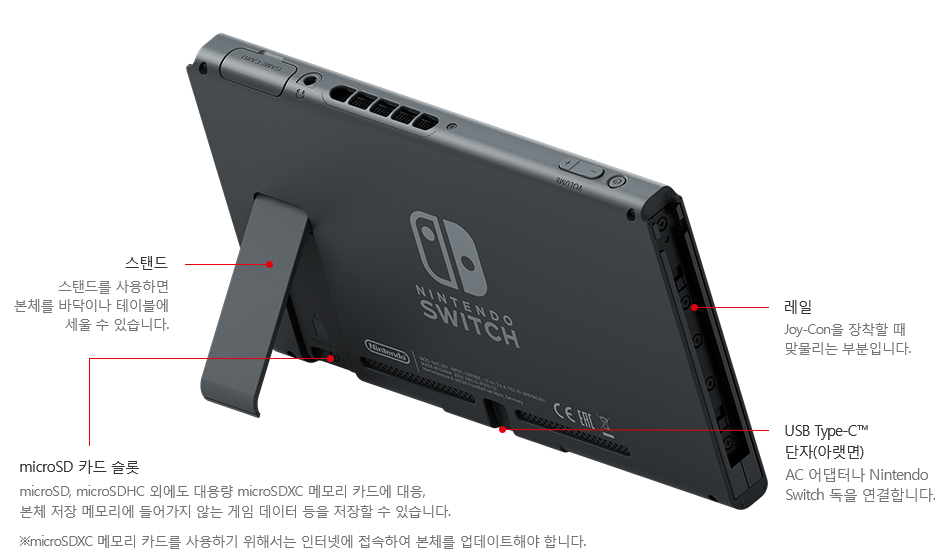 GAME CARD
VOLUME
NINTENDO
SWITCH
스탠드
스탠드를 사용하면
본체를 바닥이나 테이블에
세울 수 있습니다.
레일
Joy-Con을 장착할 때
맞물리는 부분입니다.
Nintendo
CE EAC
USB Type-C™
단자(아랫면)
AC 어댑터나 Nintendo
Switch 독을 연결합니다.
microSD 카드 슬롯
microSD, microSDHC 외에도 대용량 microSDXC 메모리 카드에 대응,
본체 저장 메모리에 들어가지 않는 게임 데이터 등을 저장할 수 있습니다.
※microSDXC 메모리 카드를 사용하기 위해서는 인터넷에 접속하여 본체를 업데이트해야 합니다.